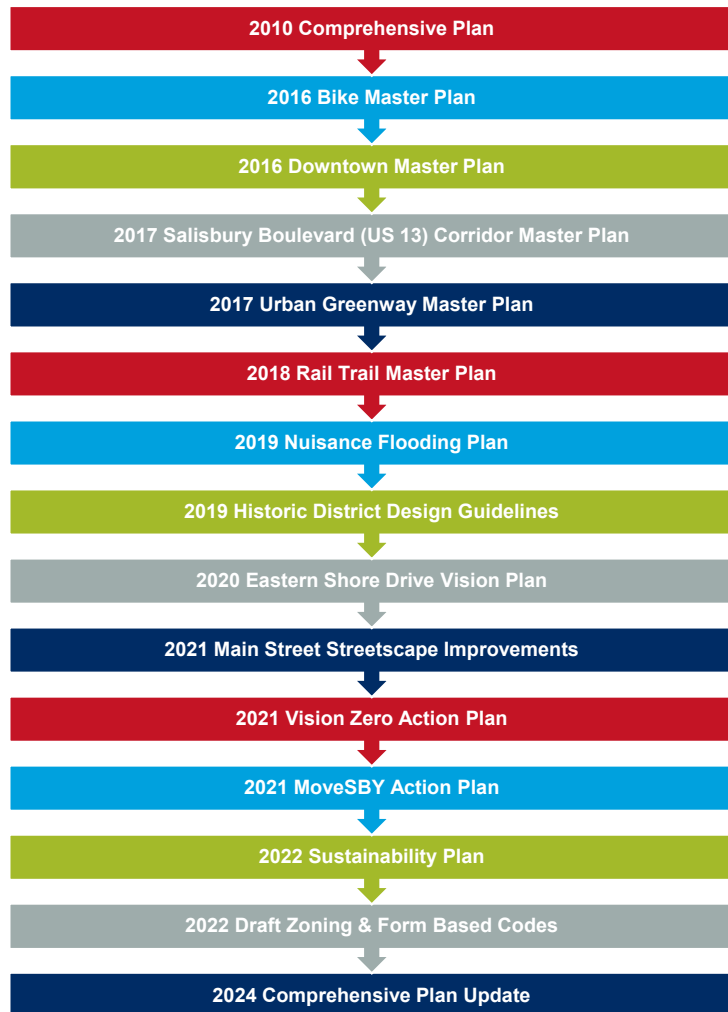 2010 Comprehensive Plan
2016 Bike Master Plan
2016 Downtown Master Plan
2017 Salisbury Boulevard (US 13) Corridor Master Plan
2017 Urban Greenway Master Plan
2018 Rail Trail Master Plan
2019 Nuisance Flooding Plan
2019 Historic District Design Guidelines
2020 Eastern Shore Drive Vision Plan
2021 Main Street Streetscape Improvements
2021 Vision Zero Action Plan
2021 MoveSBY Action Plan
2022 Sustainability Plan
2022 Draft Zoning & Form Based Codes
2024 Comprehensive Plan Update